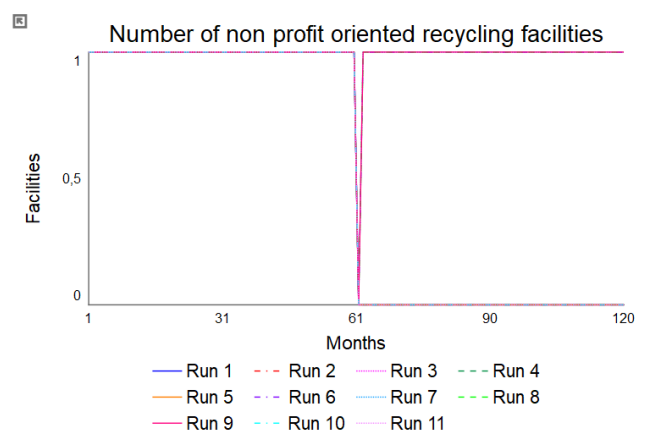 Number of non profit oriented recycling facilities
1
0,5
0
Facilities
1 31 61 90 120
Months
Run 1 Run 2 Run 3 Run 4
Run 5 Run 6 Run 7 Run 8
Run 9 Run 10 Run 11